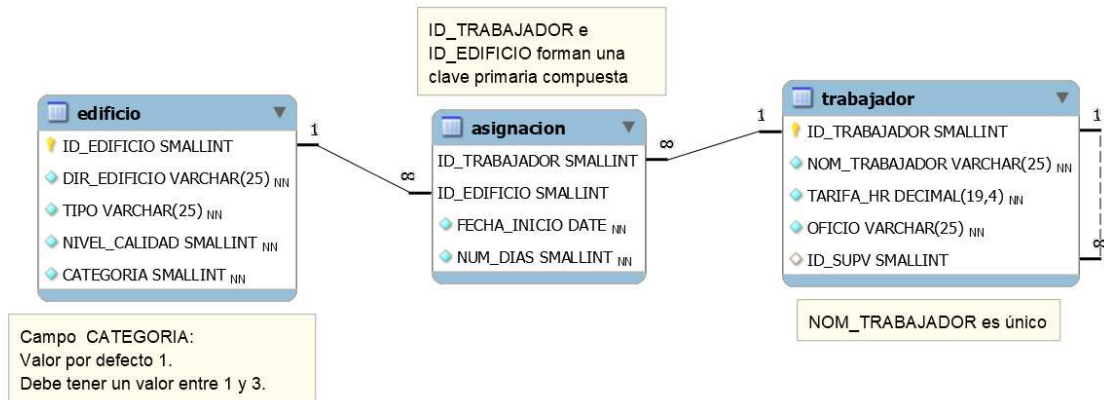 ID_TRABAJADOR e
ID_EDIFICIO forman una
clave primaria compuesta
edificio
ID_EDIFICIO SMALLINT
DIR_EDIFICIO VARCHAR(25) NN
TIPO VARCHAR(25) NN
NIVEL_CALIDAD SMALLINT NN
CATEGORIA SMALLINT NN
1
8
asignacion
ID_TRABAJADOR SMALLINT
ID_EDIFICIO SMALLINT
FECHA_INICIO DATE NN
NUM_DIAS SMALLINT NN
8
1
trabajador
ID_TRABAJADOR SMALLINT
NOM_TRABAJADOR VARCHAR(25) NN
TARIFA_HR DECIMAL(19,4) NN
OFICIO VARCHAR(25) NN
ID_SUPV SMALLINT
1
8
Campo CATEGORIA:
Valor por defecto 1.
Debe tener un valor entre 1 y 3.
NOM_TRABAJADOR es único